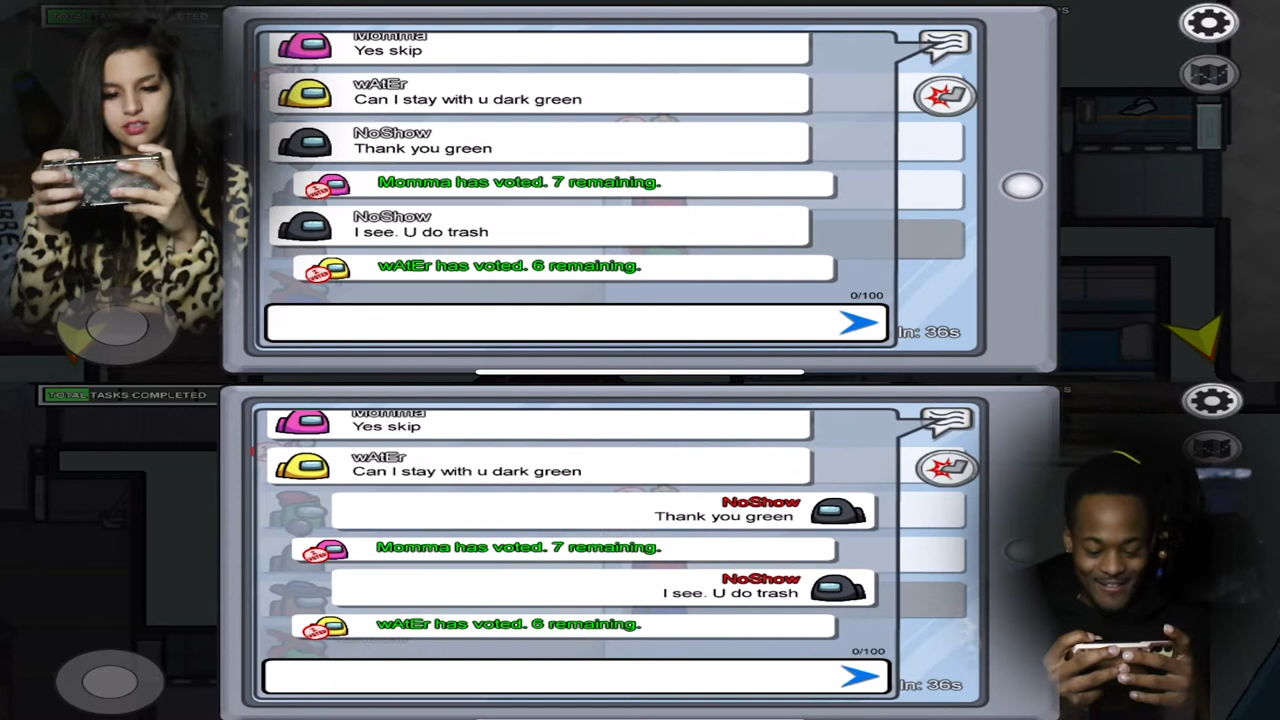 TOTAL TASKS COMPLETED
Momma
Yes skip
wAtEr
Can I stay with u dark green
NoShow
Thank you green
Momma has voted. 7 remaining.
NoShow
I see. U do trash
wAtEr has voted. 6 remaining.
0/100
In: 36s
TOTAL TASKS COMPLETED
Momma
Yes skip
wAtEr
Can I stay with u dark green
NoShow
Thank you green
Momma has voted. 7 remaining.
NoShow
I see. U do trash
wAtEr has voted. 6 remaining.
0/100
In: 36s